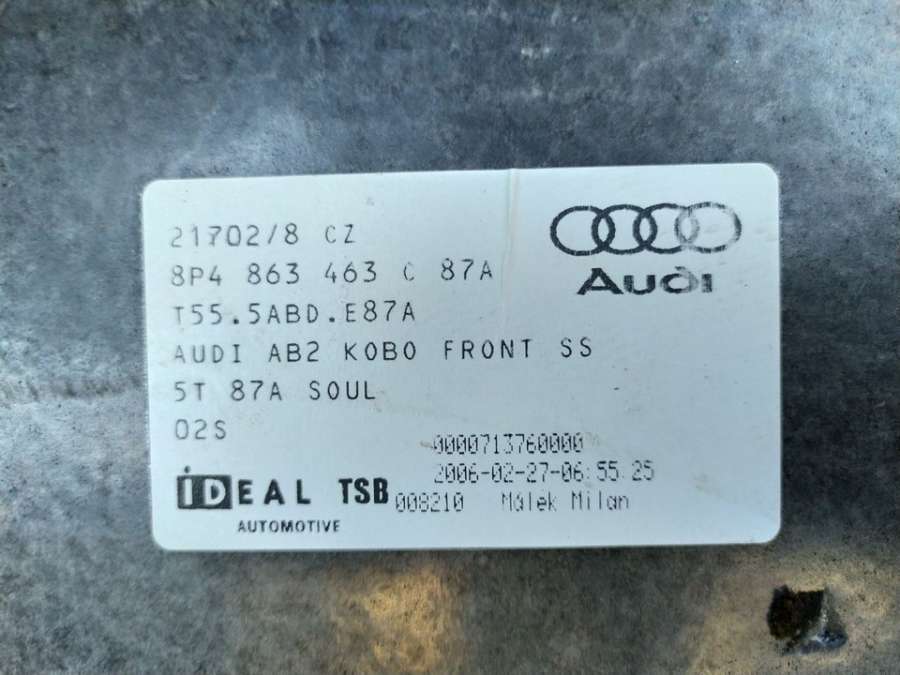 21702/8 CZ
Audi
8P4 863 463 C 87A
T55.5ABD.E87A
AUDI AB2 KOBO FRONT SS
5T 87A SOUL
02S
0000713760000
2006-02-27-06:55:25
IDEAL TSB
AUTOMOTIVE
008210 Málek Milan